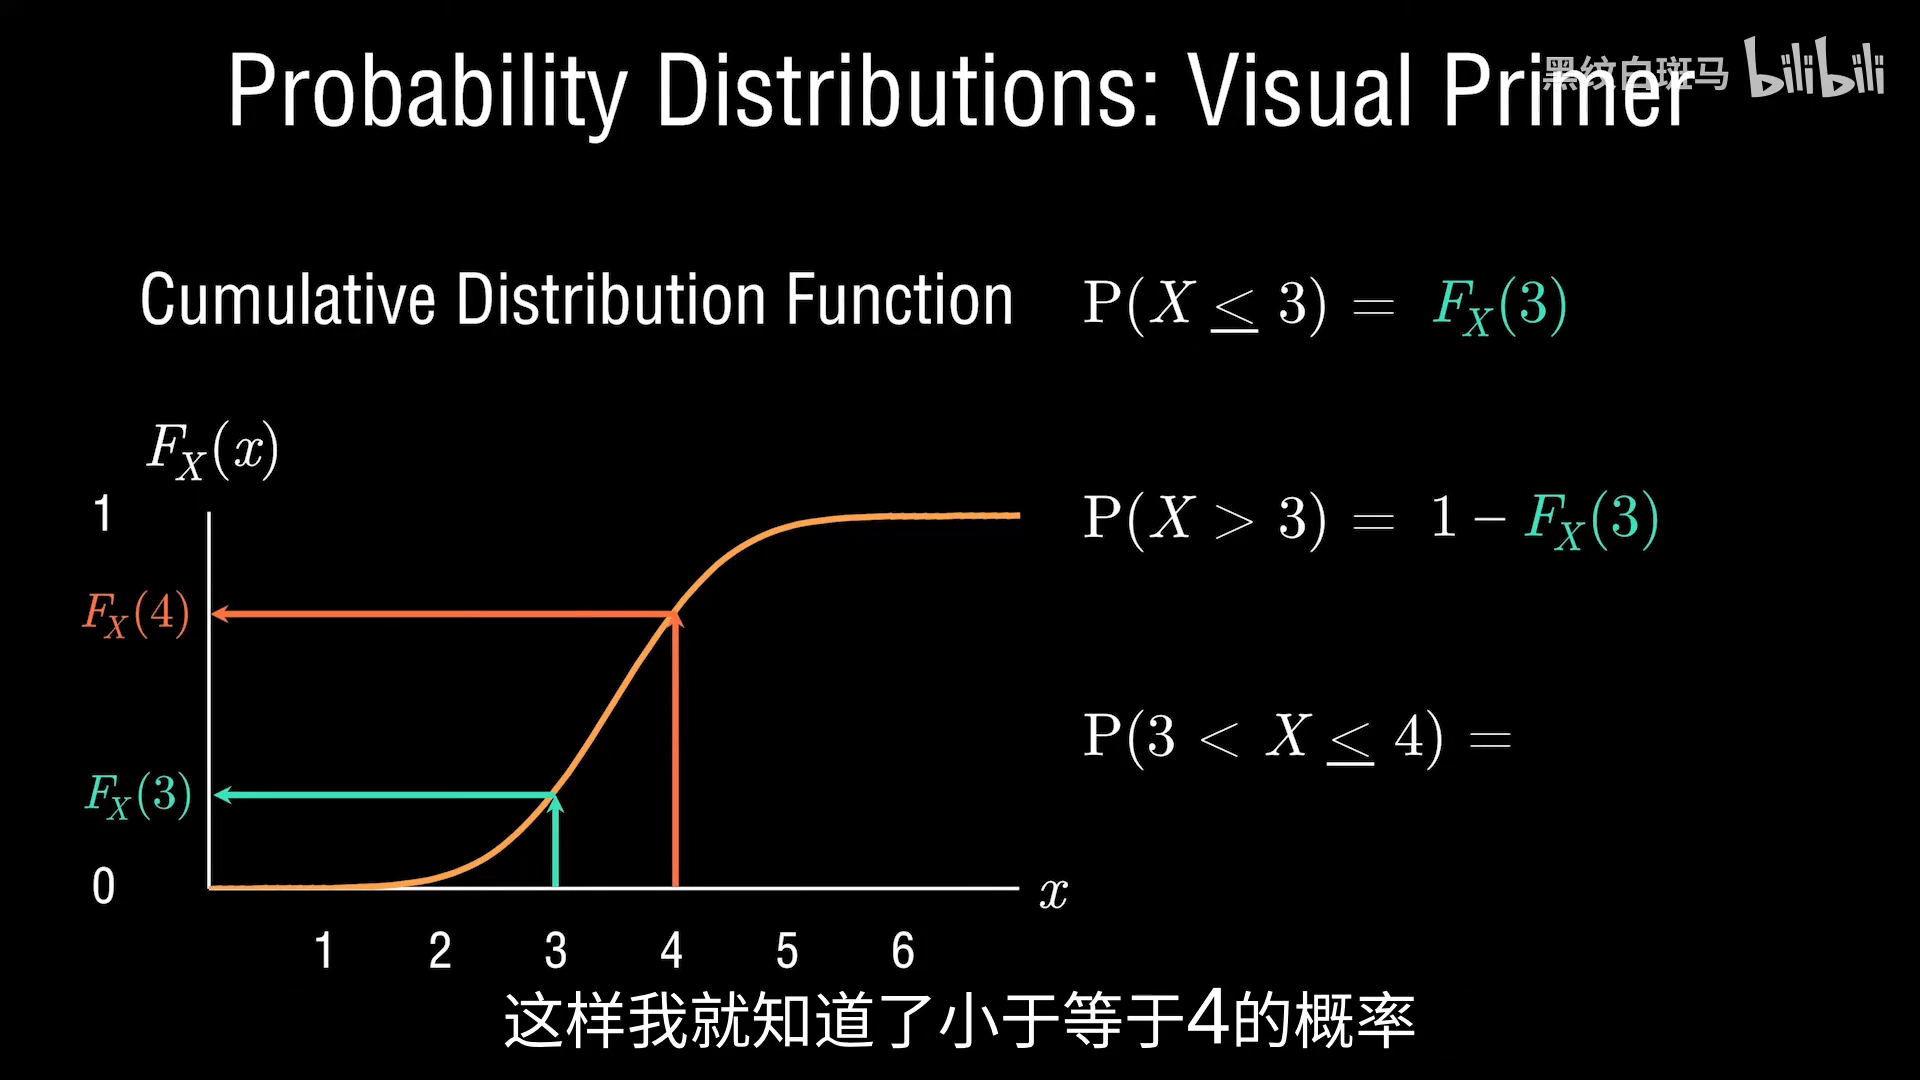 Probability Distributions: Visual Primer
黑纹白斑马 bilibili
Cumulative Distribution Function
P(X ≤ 3) = F_X(3)
F_X(x)
1
P(X > 3) = 1 − F_X(3)
F_X(4)
P(3 < X ≤ 4) =
F_X(3)
0
x
1 2 3 4 5 6
这样我就知道了小于等于4的概率